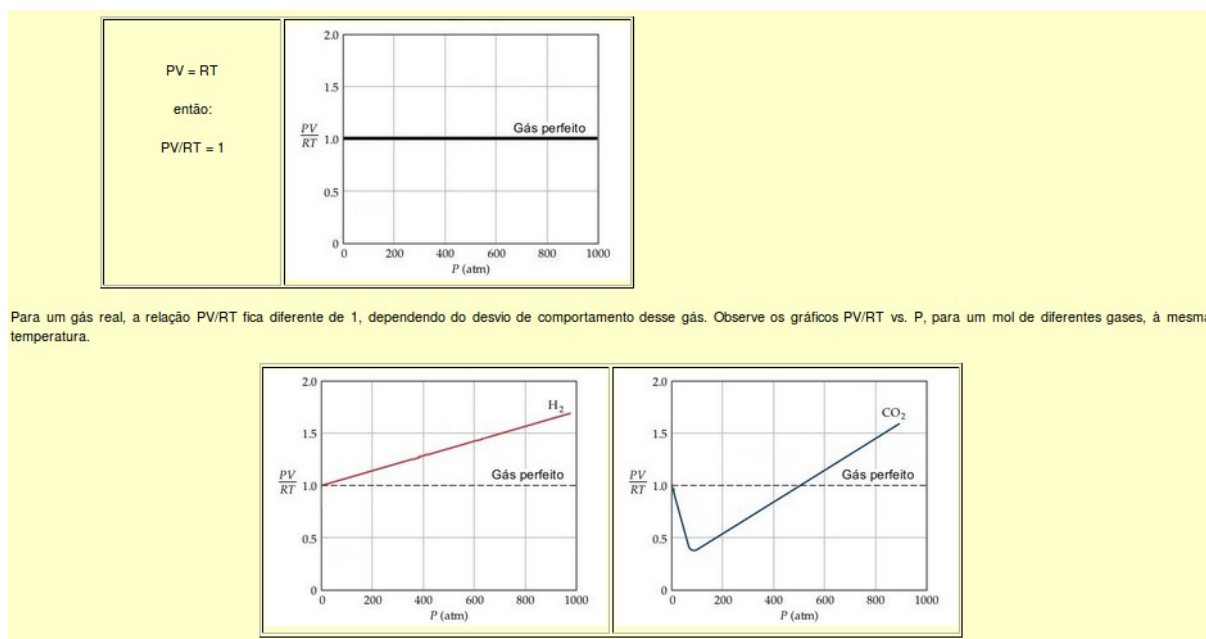 PV = RT
então:
PV/RT = 1
2.0
1.5
PV
RT
1.0
Gás perfeito
0.5
0
0 200 400 600 800 1000
P (atm)
Para um gás real, a relação PV/RT fica diferente de 1, dependendo do desvio de comportamento desse gás. Observe os gráficos PV/RT vs. P, para um mol de diferentes gases, à mesma
temperatura.
2.0
H2
1.5
PV
RT
1.0
Gás perfeito
0.5
0
0 200 400 600 800 1000
P (atm)
2.0
CO2
1.5
PV
RT
1.0
Gás perfeito
0.5
0
0 200 400 600 800 1000
P (atm)